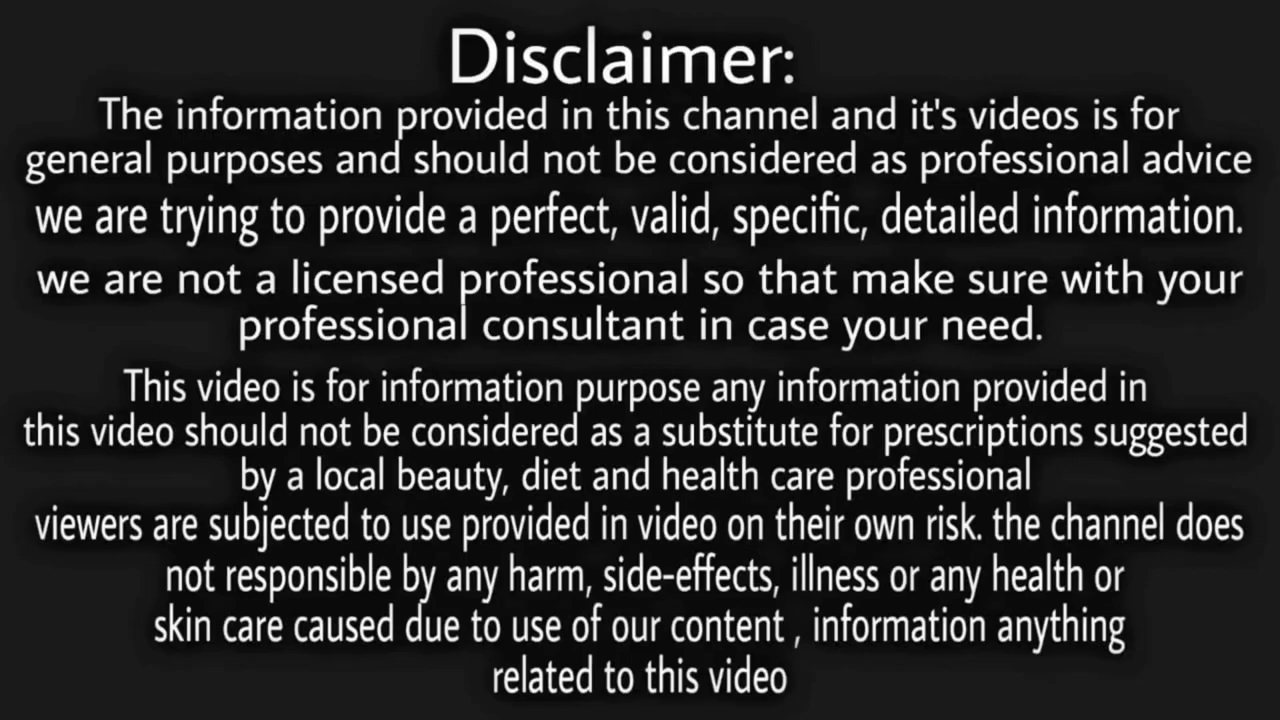 Disclaimer:
The information provided in this channel and it's videos is for
general purposes and should not be considered as professional advice
we are trying to provide a perfect, valid, specific, detailed information.
we are not a licensed professional so that make sure with your
professional consultant in case your need.
This video is for information purpose any information provided in
this video should not be considered as a substitute for prescriptions suggested
by a local beauty, diet and health care professional
viewers are subjected to use provided in video on their own risk. the channel does
not responsible by any harm, side-effects, illness or any health or
skin care caused due to use of our content , information anything
related to this video